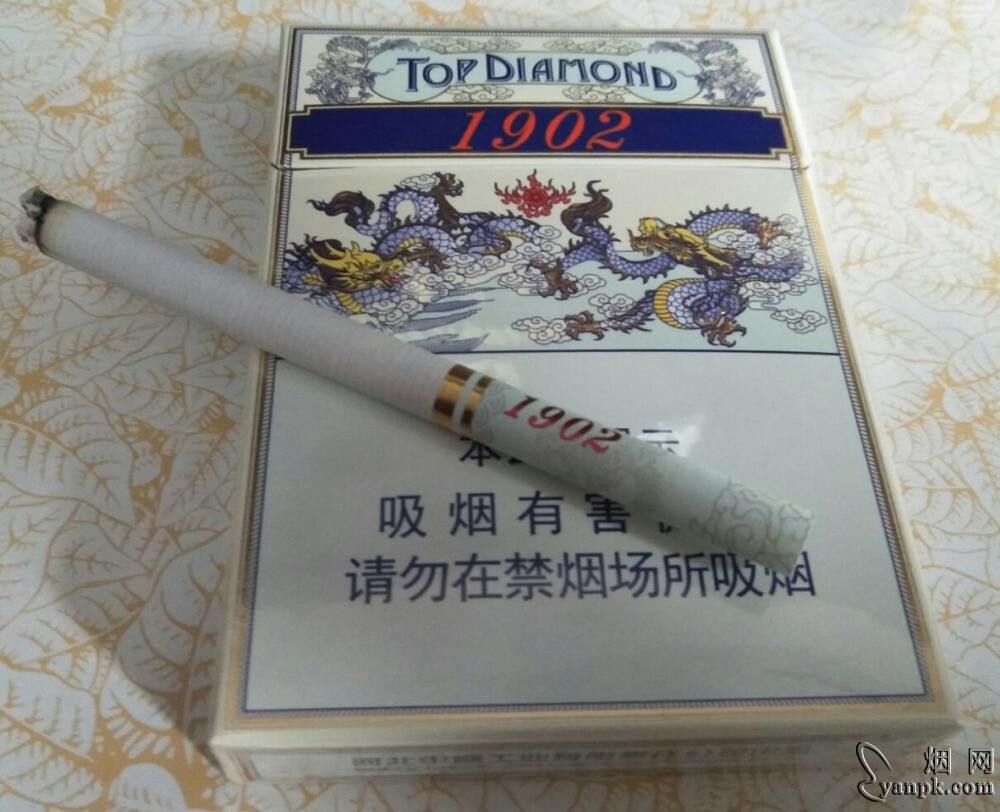 TOP DIAMOND
1902
1902
本
吸烟有害
请勿在禁烟场所吸烟
烟网
yanpk.com